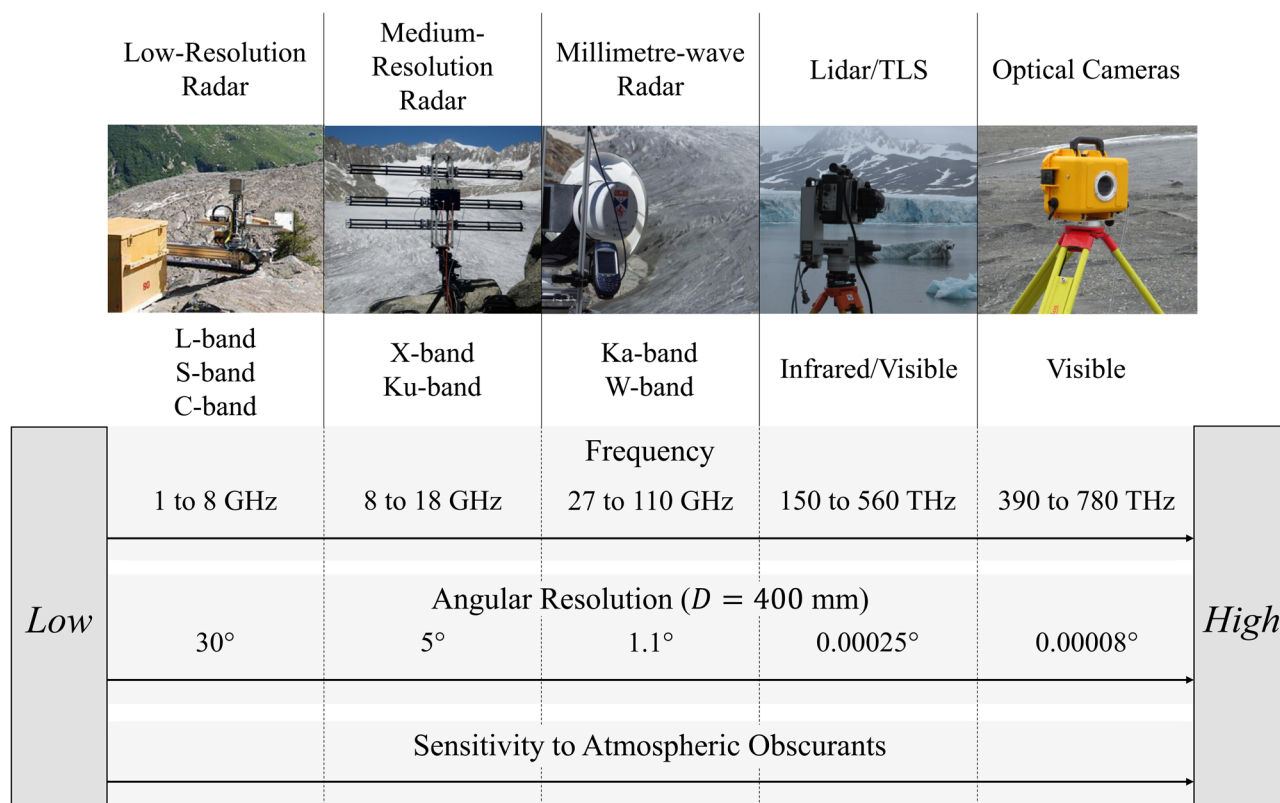 Low-Resolution
Radar
Medium-
Resolution
Radar
Millimetre-wave
Radar
Lidar/TLS
Optical Cameras
L-band
S-band
C-band
X-band
Ku-band
Ka-band
W-band
Infrared/Visible
Visible
Low
High
Frequency
1 to 8 GHz
8 to 18 GHz
27 to 110 GHz
150 to 560 THz
390 to 780 THz
Angular Resolution (D = 400 mm)
30°
5°
1.1°
0.00025°
0.00008°
Sensitivity to Atmospheric Obscurants